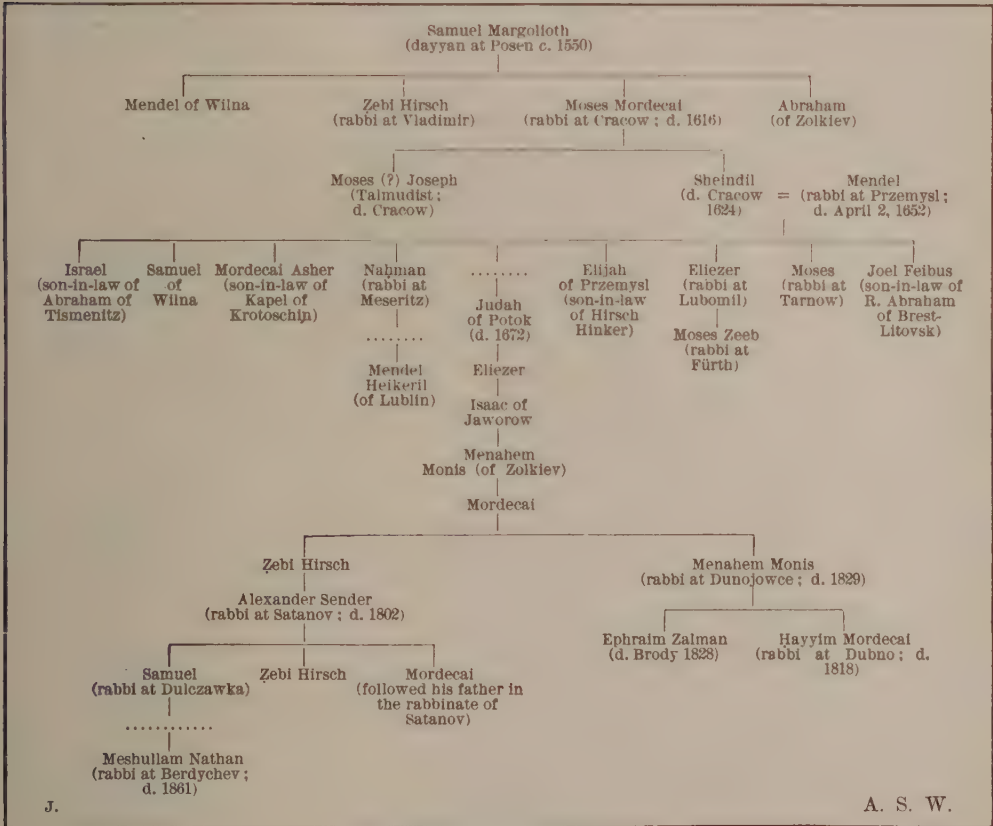 Samuel Margolioth
(dayyan at Posen c. 1550)
Mendel of Wilna
Ẓebi Hirsch
(rabbi at Vladimir)
Moses Mordecai
(rabbi at Cracow; d. 1616)
Abraham
(of Zolkiev)
Moses (?) Joseph
(Talmudist;
d. Cracow)
Sheindil
(d. Cracow
1624)
=
Mendel
(rabbi at Przemysl;
d. April 2, 1652)
Israel
(son-in-law of
Abraham of
Tismenitz)
Samuel
of
Wilna
Mordecai Asher
(son-in-law of
Kapel of
Krotoschin)
Naḥman
(rabbi at
Meseritz)
........
Mendel
Heikeril
(of Lublin)
........
Judah
of Potok
(d. 1672)
Eliezer
Isaac of
Jaworow
Menahem
Monis (of Zolkiev)
Mordecai
Elijah
of Przemysl
(son-in-law
of Hirsch
Hinker)
Eliezer
(rabbi at
Lubomil)
Moses Zeeb
(rabbi at
Fürth)
Moses
(rabbi at
Tarnow)
Joel Feibus
(son-in-law of
R. Abraham
of Brest-
Litovsk)
Ẓebi Hirsch
Alexander Sender
(rabbi at Satanov; d. 1802)
Menahem Monis
(rabbi at Dunojowce; d. 1829)
Ephraim Zalman
(d. Brody 1828)
Ḥayyim Mordecai
(rabbi at Dubno; d.
1818)
Samuel
(rabbi at Dulczawka)
Ẓebi Hirsch
Mordecai
(followed his father in
the rabbinate of
Satanov)
............
Meshullam Nathan
(rabbi at Berdychev;
d. 1861)
J.
A. S. W.